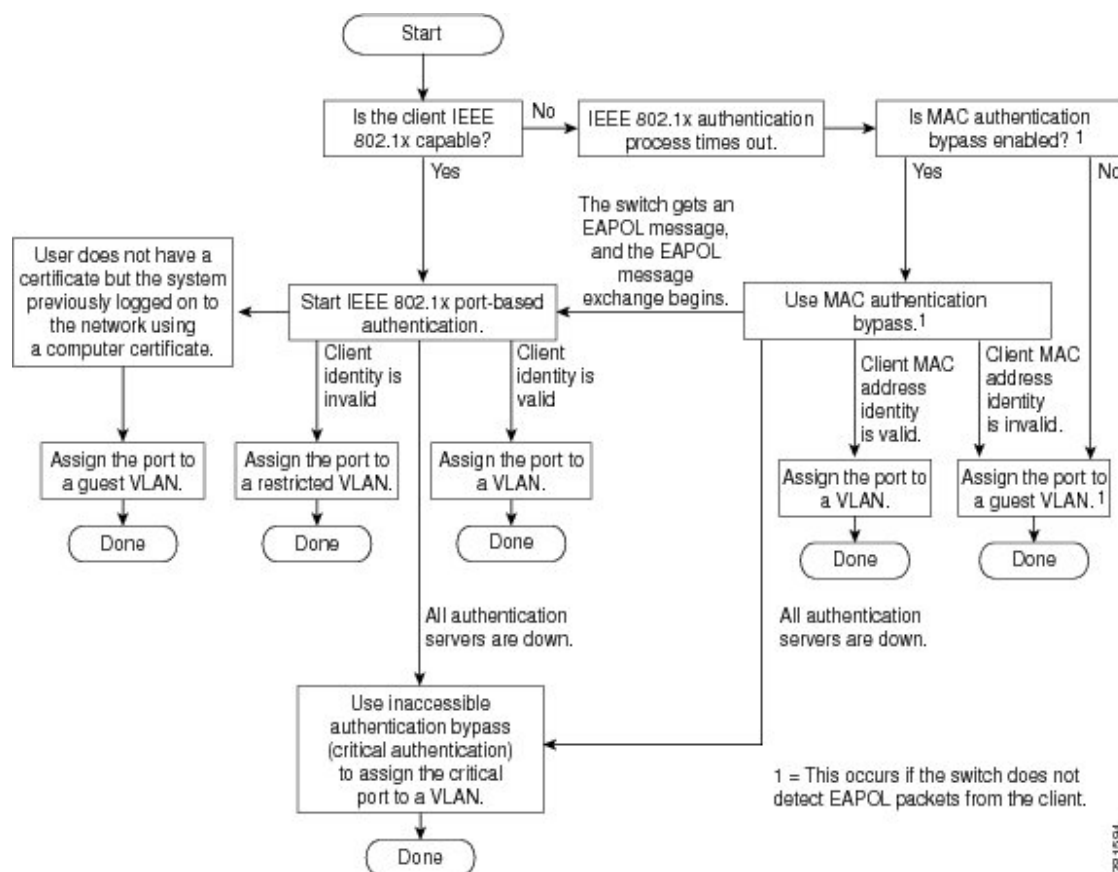 Start
Is the client IEEE
802.1x capable?
No
IEEE 802.1x authentication
process times out.
Is MAC authentication
bypass enabled? 1
Yes
Yes
No
The switch gets an
EAPOL message,
and the EAPOL
message
exchange begins.
User does not have a
certificate but the system
previously logged on to
the network using
a computer certificate.
Start IEEE 802.1x port-based
authentication.
Use MAC authentication
bypass.1
Client
identity is
invalid
Client
identity is
valid
Client MAC
address
identity
is valid.
Client MAC
address
identity
is invalid.
Assign the port to
a guest VLAN.
Assign the port to
a restricted VLAN.
Assign the port to
a VLAN.
Assign the port to
a VLAN.
Assign the port to
a guest VLAN.1
Done
Done
Done
Done
Done
All authentication
servers are down.
All authentication
servers are down.
Use inaccessible
authentication bypass
(critical authentication)
to assign the critical
port to a VLAN.
1 = This occurs if the switch does not
detect EAPOL packets from the client.
Done